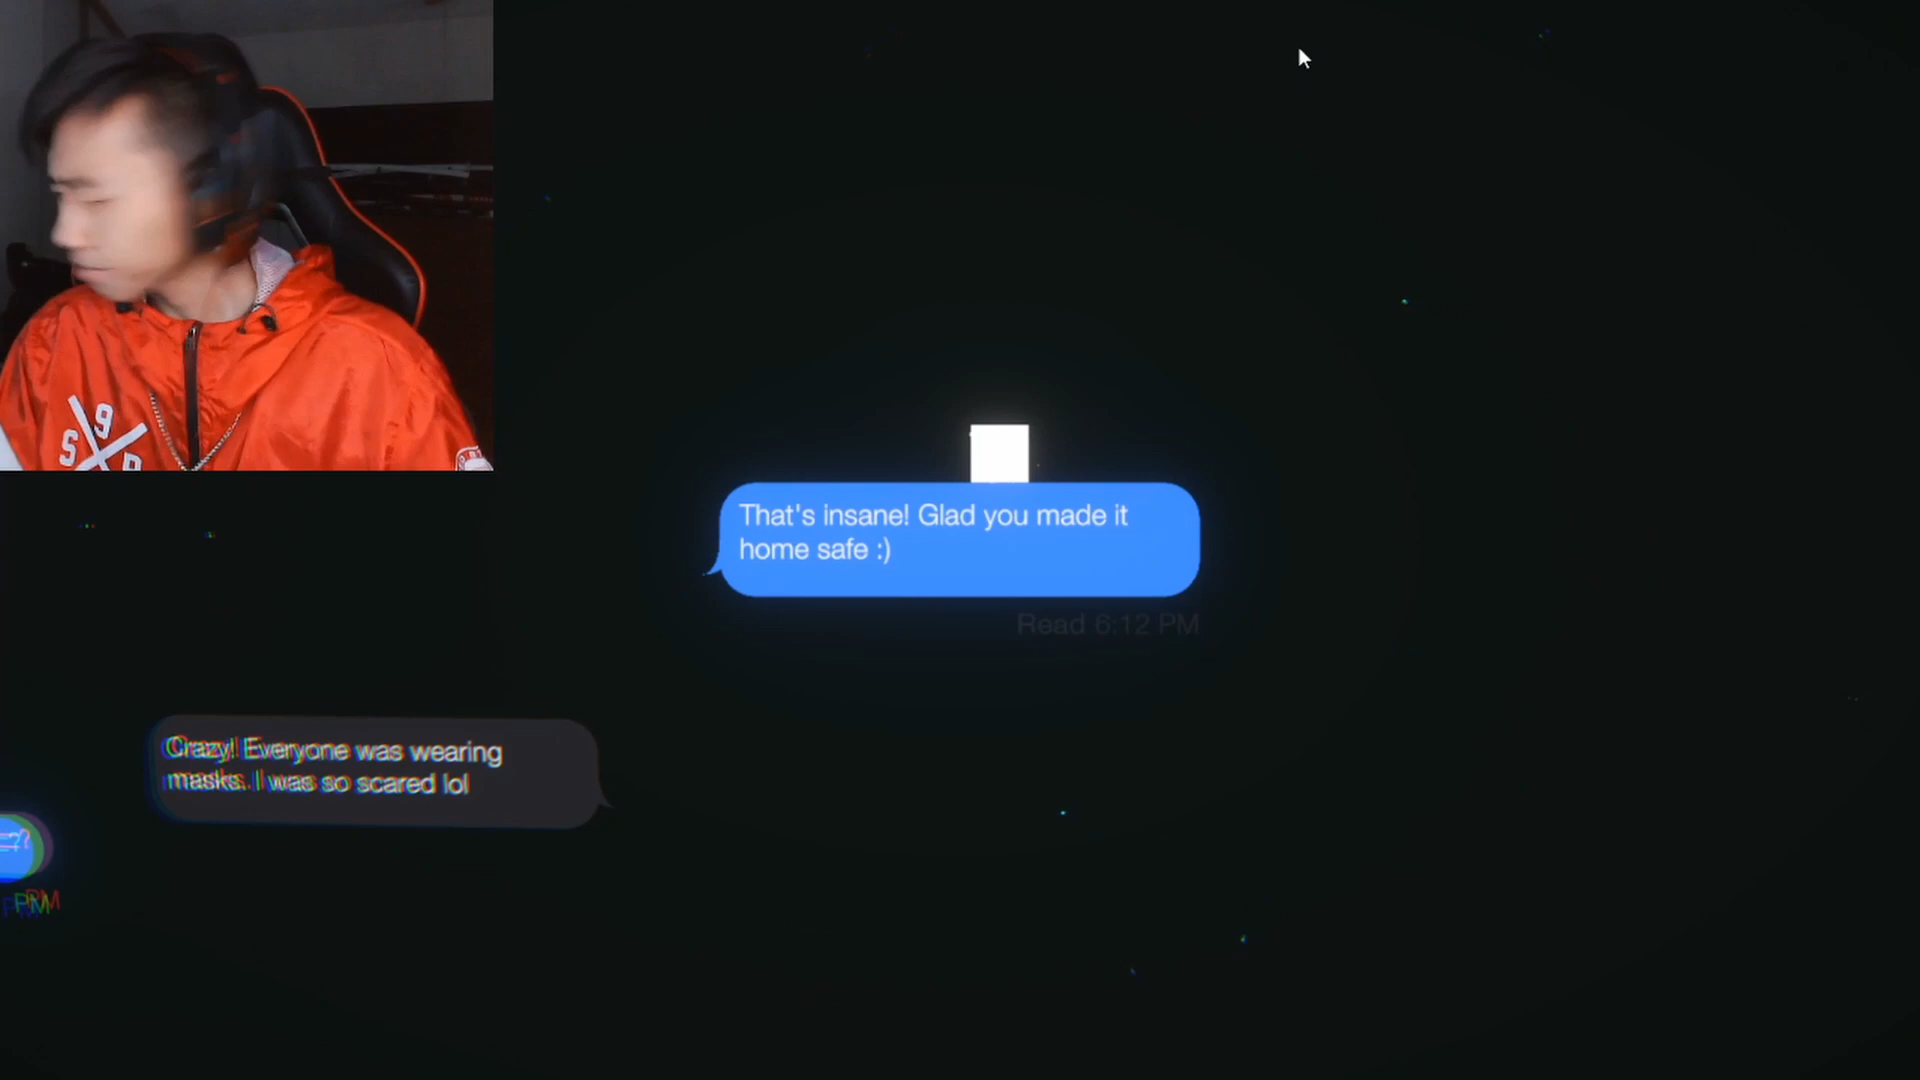 That's insane! Glad you made it
home safe :)
Read 6:12 PM
Crazy! Everyone was wearing
masks. I was so scared lol
PM